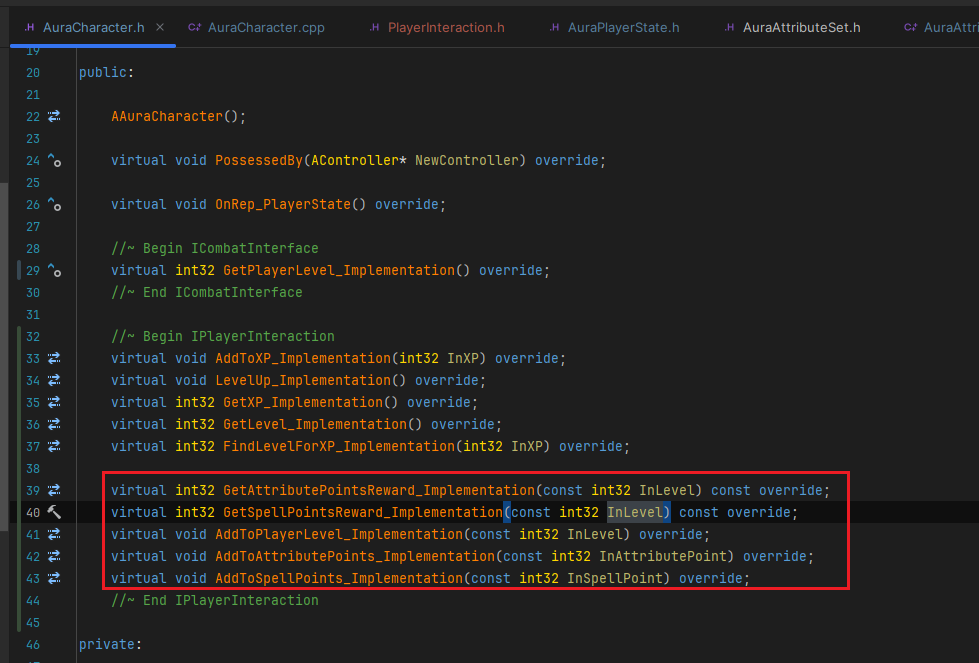 AuraCharacter.h
AuraCharacter.cpp
PlayerInteraction.h
AuraPlayerState.h
AuraAttributeSet.h
AuraAttri
19
20 public:
21
22 AAuraCharacter();
23
24 virtual void PossessedBy(AController* NewController) override;
25
26 virtual void OnRep_PlayerState() override;
27
28 //~ Begin ICombatInterface
29 virtual int32 GetPlayerLevel_Implementation() override;
30 //~ End ICombatInterface
31
32 //~ Begin IPlayerInteraction
33 virtual void AddToXP_Implementation(int32 InXP) override;
34 virtual void LevelUp_Implementation() override;
35 virtual int32 GetXP_Implementation() override;
36 virtual int32 GetLevel_Implementation() override;
37 virtual int32 FindLevelForXP_Implementation(int32 InXP) override;
38
39 virtual int32 GetAttributePointsReward_Implementation(const int32 InLevel) const override;
40 virtual int32 GetSpellPointsReward_Implementation(const int32 InLevel) const override;
41 virtual void AddToPlayerLevel_Implementation(const int32 InLevel) override;
42 virtual void AddToAttributePoints_Implementation(const int32 InAttributePoint) override;
43 virtual void AddToSpellPoints_Implementation(const int32 InSpellPoint) override;
44 //~ End IPlayerInteraction
45
46 private: